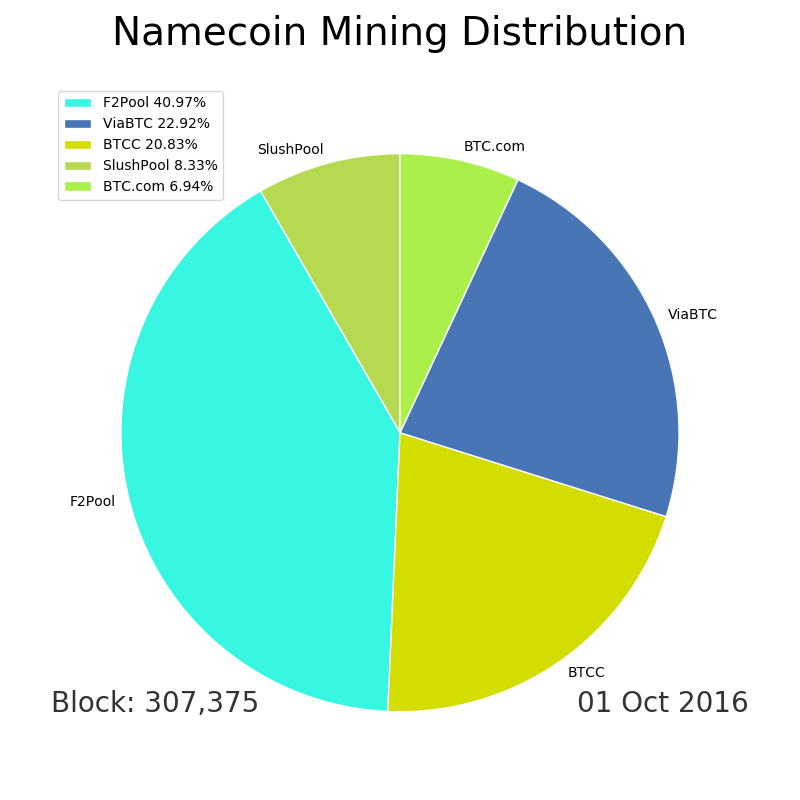 Namecoin Mining Distribution
F2Pool 40.97%
ViaBTC 22.92%
BTCC 20.83%
SlushPool 8.33%
BTC.com 6.94%
SlushPool
BTC.com
ViaBTC
F2Pool
BTCC
Block: 307,375
01 Oct 2016